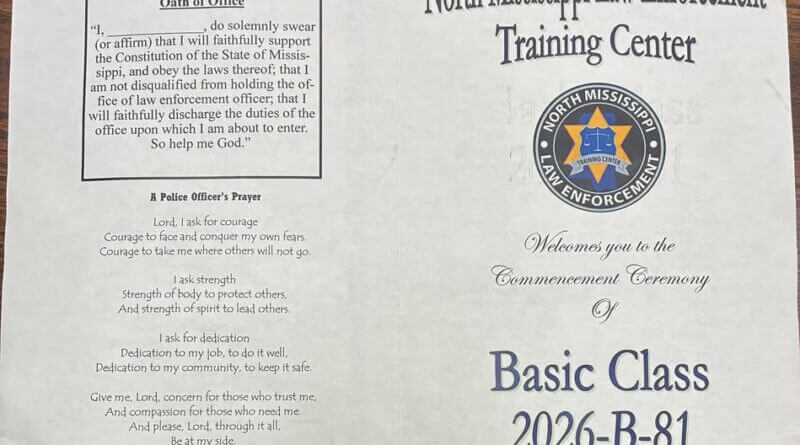 Oath of Office
“I, ____________, do solemnly swear
(or affirm) that I will faithfully support
the Constitution of the State of Missis-
sippi, and obey the laws thereof; that I
am not disqualified from holding the of-
fice of law enforcement officer; that I
will faithfully discharge the duties of the
office upon which I am about to enter.
So help me God.”
A Police Officer's Prayer
Lord, I ask for courage
Courage to face and conquer my own fears.
Courage to take me where others will not go.
I ask strength
Strength of body to protect others,
And strength of spirit to lead others.
I ask for dedication
Dedication to my job, to do it well,
Dedication to my community, to keep it safe.
Give me, Lord, concern for those who trust me,
And compassion for those who need me.
And please, Lord, through it all,
Be at my side.
North Mississippi Law Enforcement
Training Center
NORTH MISSISSIPPI
TRAINING CENTER
LAW ENFORCEMENT
Welcomes you to the
Commencement Ceremony
Of
Basic Class
2026-B-81